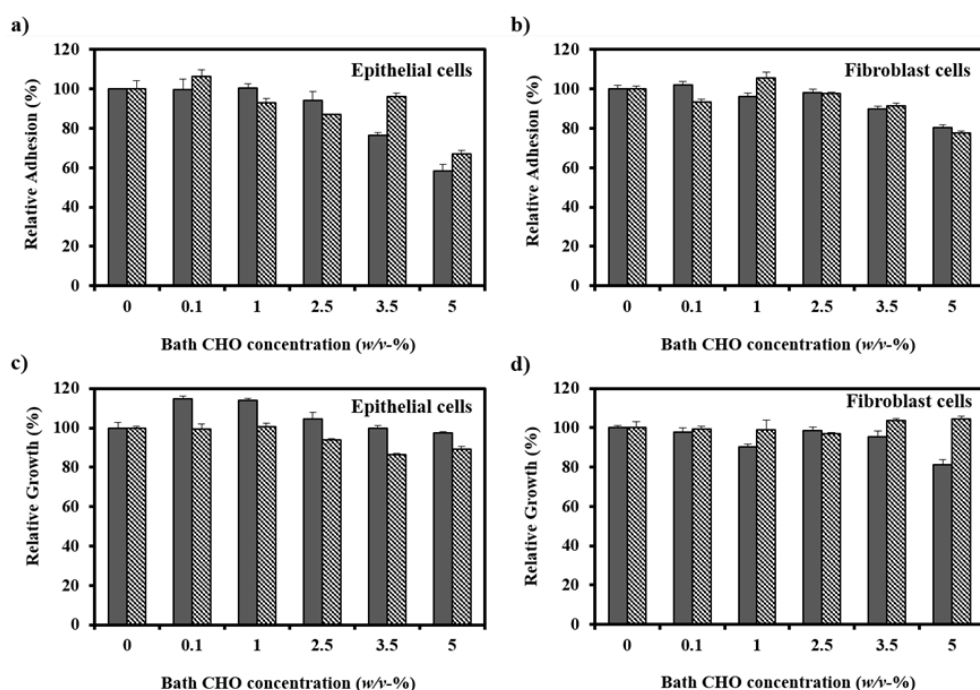 a)
Epithelial cells
Relative Adhesion (%)
120
100
80
60
40
20
0
0 0.1 1 2.5 3.5 5
Bath CHO concentration (w/v-%)
b)
Fibroblast cells
Relative Adhesion (%)
120
100
80
60
40
20
0
0 0.1 1 2.5 3.5 5
Bath CHO concentration (w/v-%)
c)
Epithelial cells
Relative Growth (%)
120
100
80
60
40
20
0
0 0.1 1 2.5 3.5 5
Bath CHO concentration (w/v-%)
d)
Fibroblast cells
Relative Growth (%)
120
100
80
60
40
20
0
0 0.1 1 2.5 3.5 5
Bath CHO concentration (w/v-%)